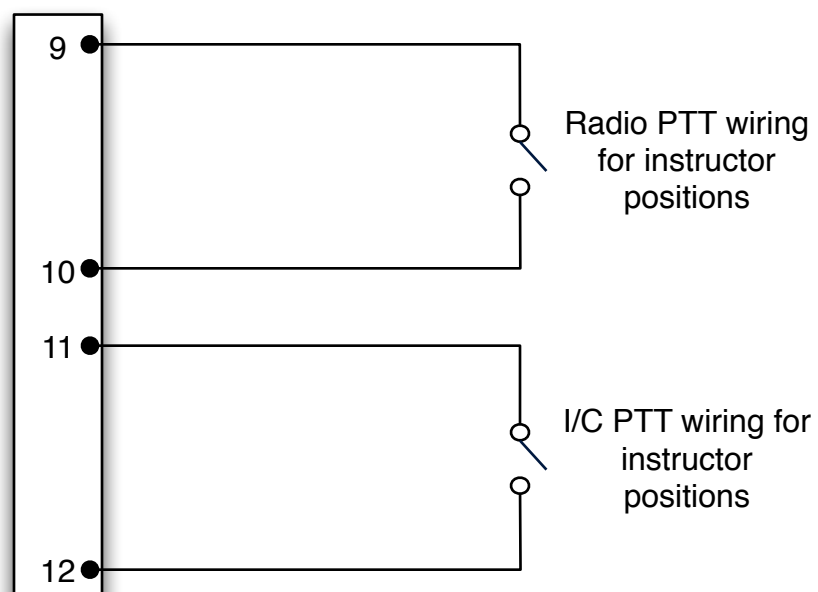 9
Radio PTT wiring
for instructor
positions
10
11
I/C PTT wiring for
instructor
positions
12